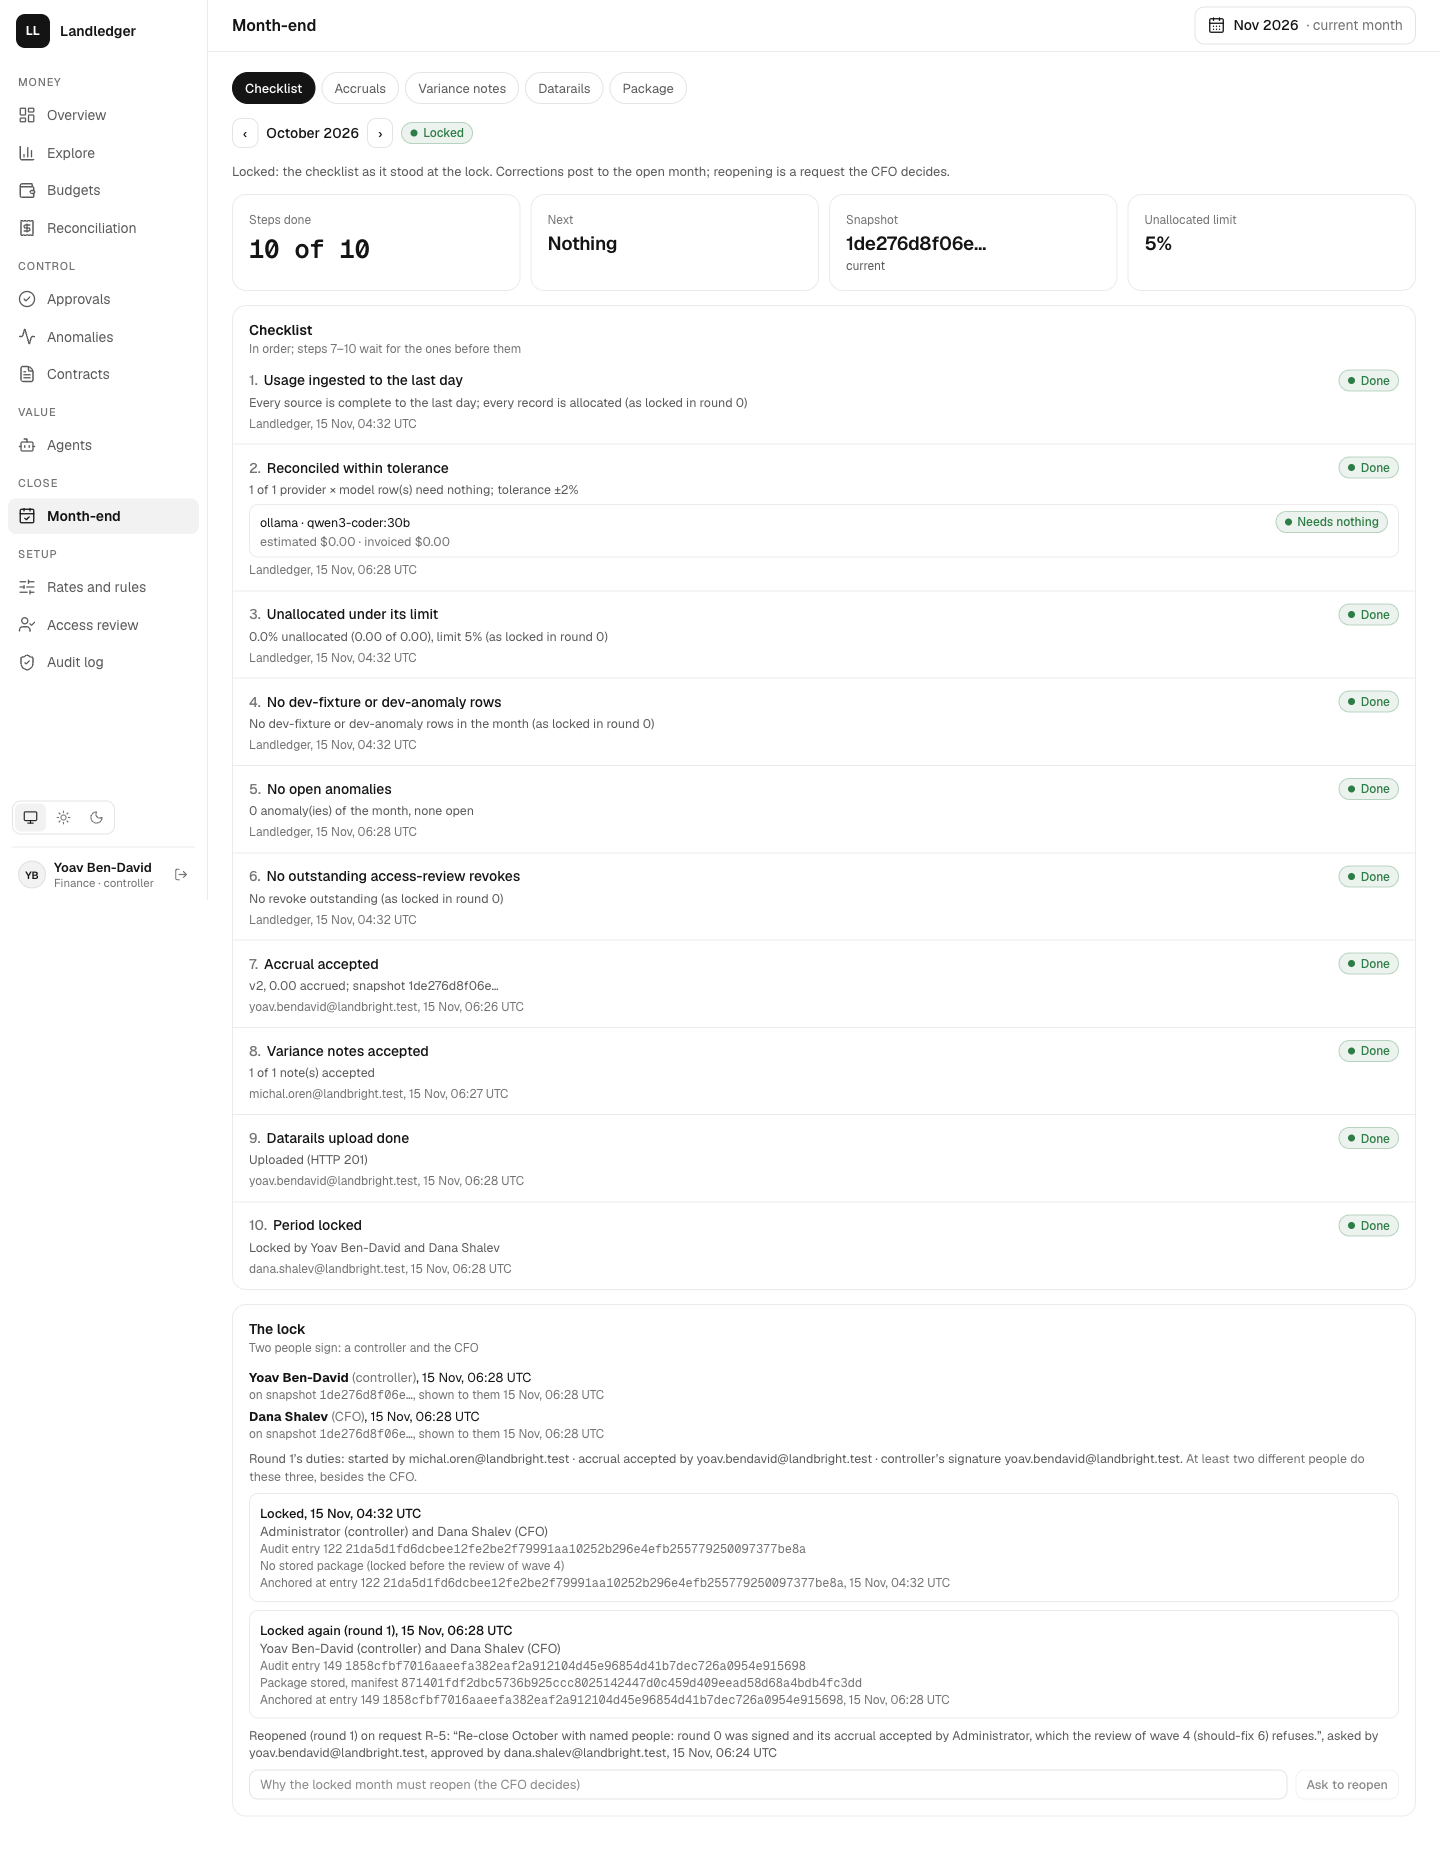 LL
Landledger
MONEY
Overview
Explore
Budgets
Reconciliation
CONTROL
Approvals
Anomalies
Contracts
VALUE
Agents
CLOSE
Month-end
SETUP
Rates and rules
Access review
Audit log
YB
Yoav Ben-David
Finance · controller
Month-end
Nov 2026 · current month
Checklist
Accruals
Variance notes
Datarails
Package
‹ October 2026 › Locked
Locked: the checklist as it stood at the lock. Corrections post to the open month; reopening is a request the CFO decides.
Steps done
10 of 10
Next
Nothing
Snapshot
1de276d8f06e…
current
Unallocated limit
5%
Checklist
In order; steps 7–10 wait for the ones before them
1. Usage ingested to the last day
Done
Every source is complete to the last day; every record is allocated (as locked in round 0)
Landledger, 15 Nov, 04:32 UTC
2. Reconciled within tolerance
Done
1 of 1 provider × model row(s) need nothing; tolerance ±2%
ollama · qwen3-coder:30b
Needs nothing
estimated $0.00 · invoiced $0.00
Landledger, 15 Nov, 06:28 UTC
3. Unallocated under its limit
Done
0.0% unallocated (0.00 of 0.00), limit 5% (as locked in round 0)
Landledger, 15 Nov, 04:32 UTC
4. No dev-fixture or dev-anomaly rows
Done
No dev-fixture or dev-anomaly rows in the month (as locked in round 0)
Landledger, 15 Nov, 04:32 UTC
5. No open anomalies
Done
0 anomaly(ies) of the month, none open
Landledger, 15 Nov, 06:28 UTC
6. No outstanding access-review revokes
Done
No revoke outstanding (as locked in round 0)
Landledger, 15 Nov, 04:32 UTC
7. Accrual accepted
Done
v2, 0.00 accrued; snapshot 1de276d8f06e…
yoav.bendavid@landbright.test, 15 Nov, 06:26 UTC
8. Variance notes accepted
Done
1 of 1 note(s) accepted
michal.oren@landbright.test, 15 Nov, 06:27 UTC
9. Datarails upload done
Done
Uploaded (HTTP 201)
yoav.bendavid@landbright.test, 15 Nov, 06:28 UTC
10. Period locked
Done
Locked by Yoav Ben-David and Dana Shalev
dana.shalev@landbright.test, 15 Nov, 06:28 UTC
The lock
Two people sign: a controller and the CFO
Yoav Ben-David (controller), 15 Nov, 06:28 UTC
on snapshot 1de276d8f06e…, shown to them 15 Nov, 06:28 UTC
Dana Shalev (CFO), 15 Nov, 06:28 UTC
on snapshot 1de276d8f06e…, shown to them 15 Nov, 06:28 UTC
Round 1’s duties: started by michal.oren@landbright.test · accrual accepted by yoav.bendavid@landbright.test · controller’s signature yoav.bendavid@landbright.test. At least two different people do
these three, besides the CFO.
Locked, 15 Nov, 04:32 UTC
Administrator (controller) and Dana Shalev (CFO)
Audit entry 122 21da5d1fd6dcbee12fe2be2f79991aa10252b296e4efb255779250097377be8a
No stored package (locked before the review of wave 4)
Anchored at entry 122 21da5d1fd6dcbee12fe2be2f79991aa10252b296e4efb255779250097377be8a, 15 Nov, 04:32 UTC
Locked again (round 1), 15 Nov, 06:28 UTC
Yoav Ben-David (controller) and Dana Shalev (CFO)
Audit entry 149 1858cfbf7016aaeefa382eaf2a912104d45e96854d41b7dec726a0954e915698
Package stored, manifest 871401fdf2dbc5736b925ccc8025142447d0c459d409eead58d68a4bdb4fc3dd
Anchored at entry 149 1858cfbf7016aaeefa382eaf2a912104d45e96854d41b7dec726a0954e915698, 15 Nov, 06:28 UTC
Reopened (round 1) on request R-5: “Re-close October with named people: round 0 was signed and its accrual accepted by Administrator, which the review of wave 4 (should-fix 6) refuses.”, asked by
yoav.bendavid@landbright.test, approved by dana.shalev@landbright.test, 15 Nov, 06:24 UTC
Why the locked month must reopen (the CFO decides)
Ask to reopen